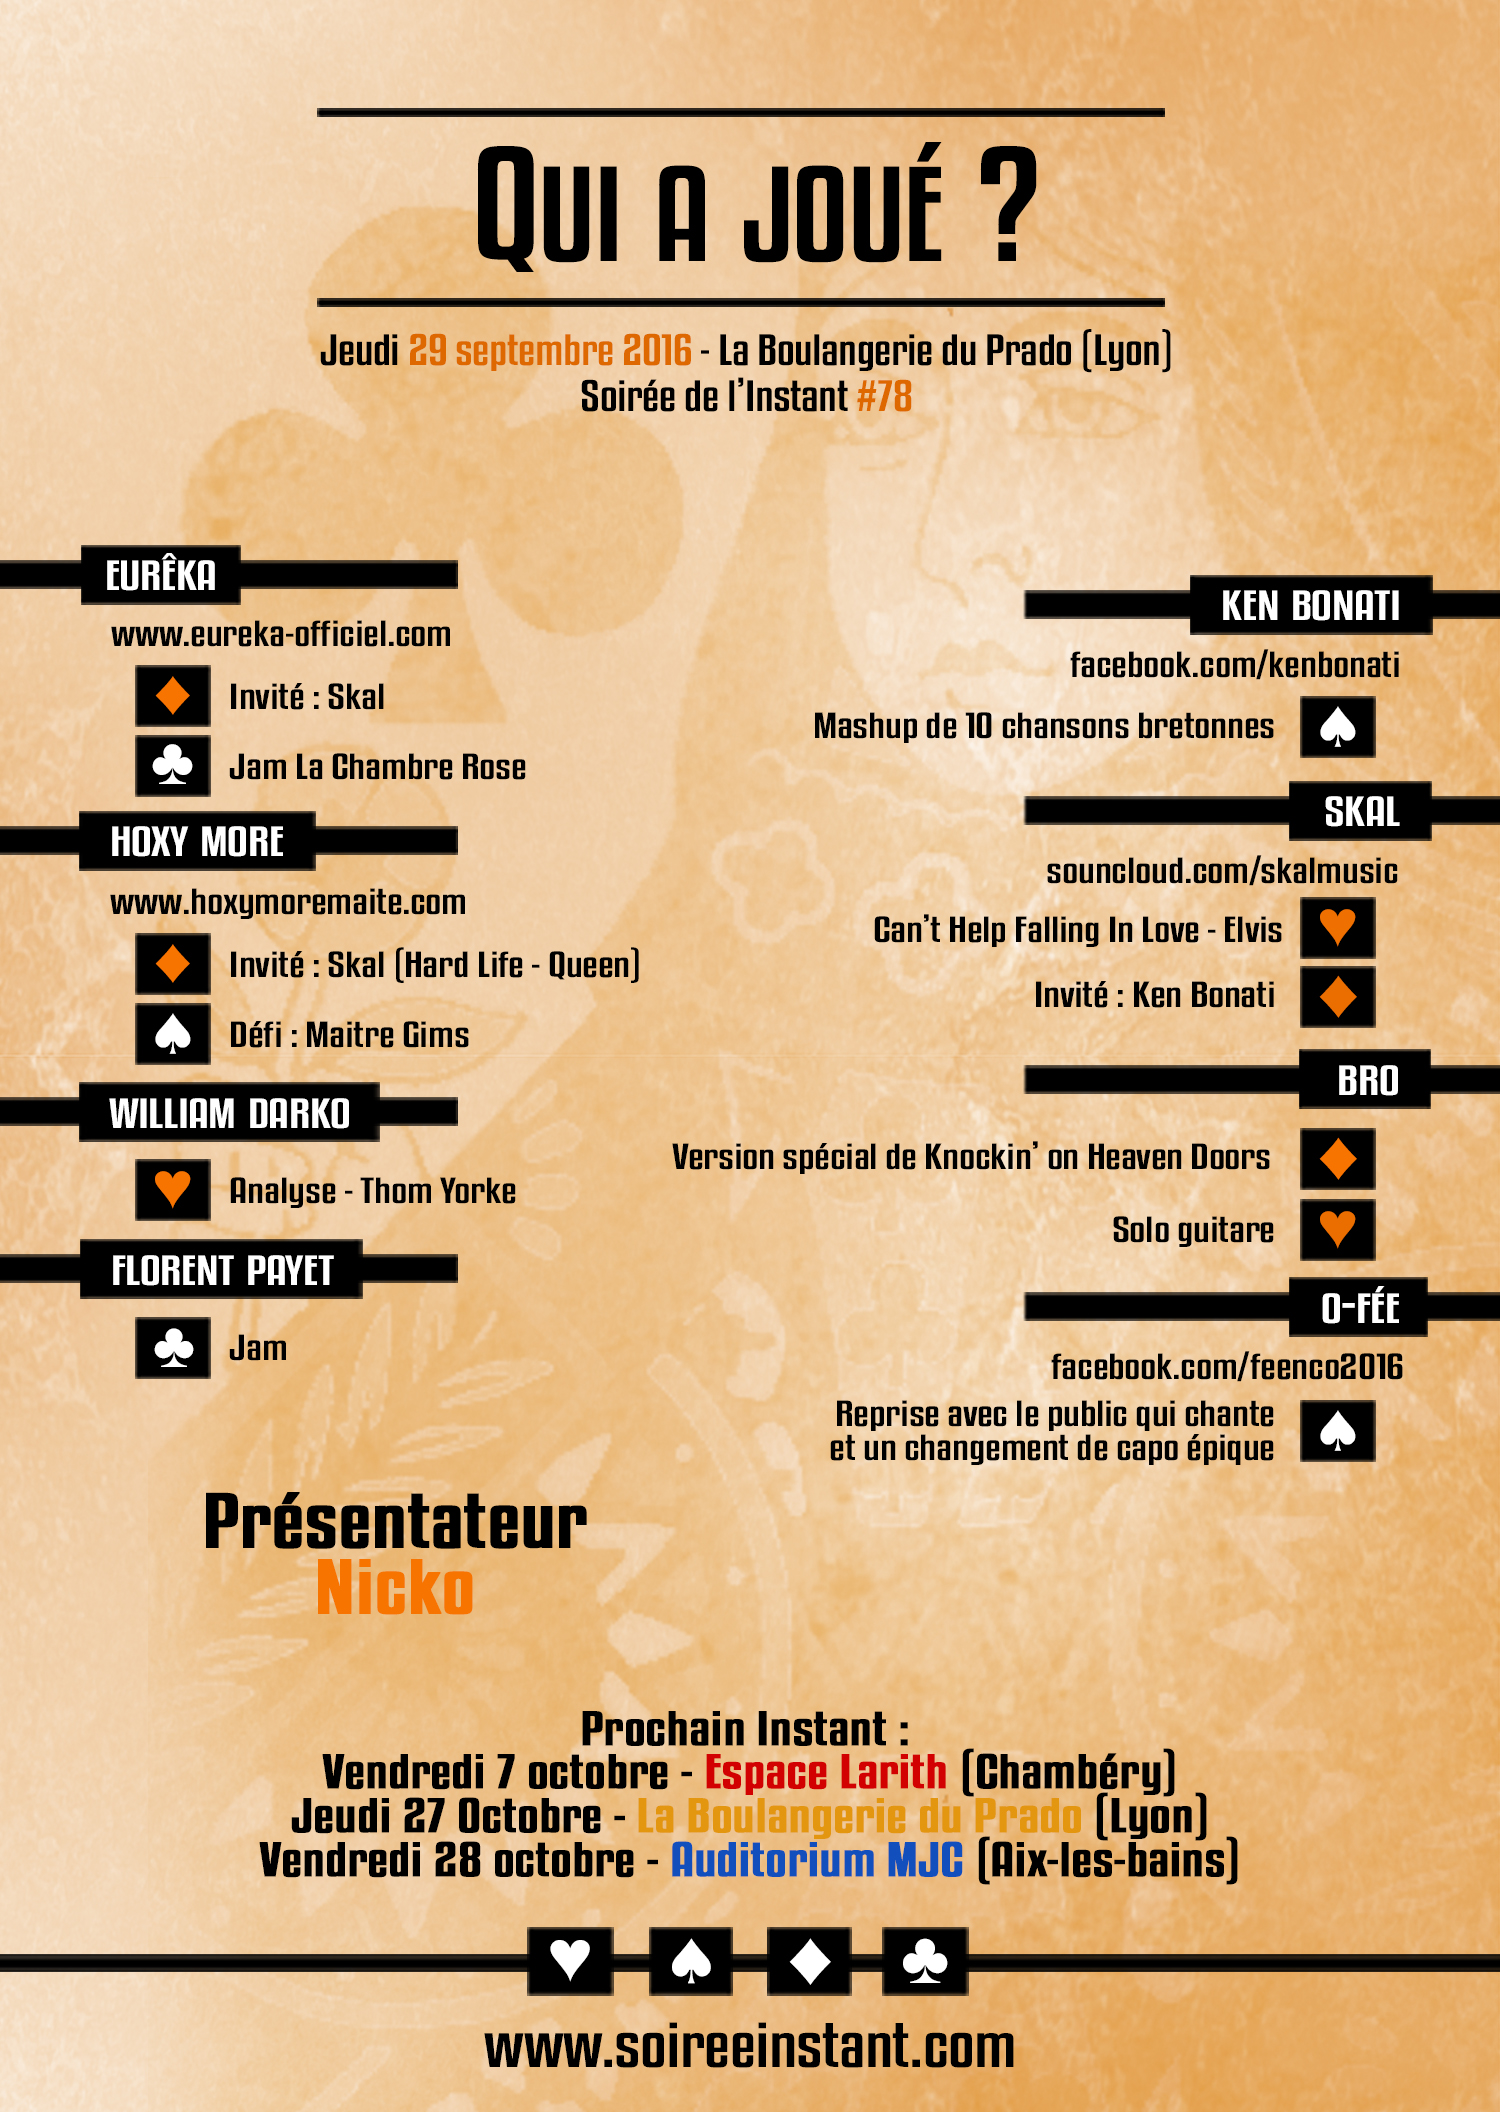 Qui a joué ?
Jeudi 29 septembre 2016 - La Boulangerie du Prado (Lyon)
Soirée de l'Instant #78
EURÊKA
www.eureka-officiel.com
Invité : Skal
Jam La Chambre Rose
HOXY MORE
www.hoxymoremaite.com
Invité : Skal (Hard Life - Queen)
Défi : Maitre Gims
WILLIAM DARKO
Analyse - Thom Yorke
FLORENT PAYET
Jam
KEN BONATI
facebook.com/kenbonati
Mashup de 10 chansons bretonnes
SKAL
souncloud.com/skalmusic
Can't Help Falling In Love - Elvis
Invité : Ken Bonati
BRO
Version spécial de Knockin' on Heaven Doors
Solo guitare
O-FÉE
facebook.com/feenco2016
Reprise avec le public qui chante
et un changement de capo épique
Présentateur
Nicko
Prochain Instant :
Vendredi 7 octobre - Espace Larith (Chambéry)
Jeudi 27 Octobre - La Boulangerie du Prado (Lyon)
Vendredi 28 octobre - Auditorium MJC (Aix-les-bains)
www.soireeinstant.com